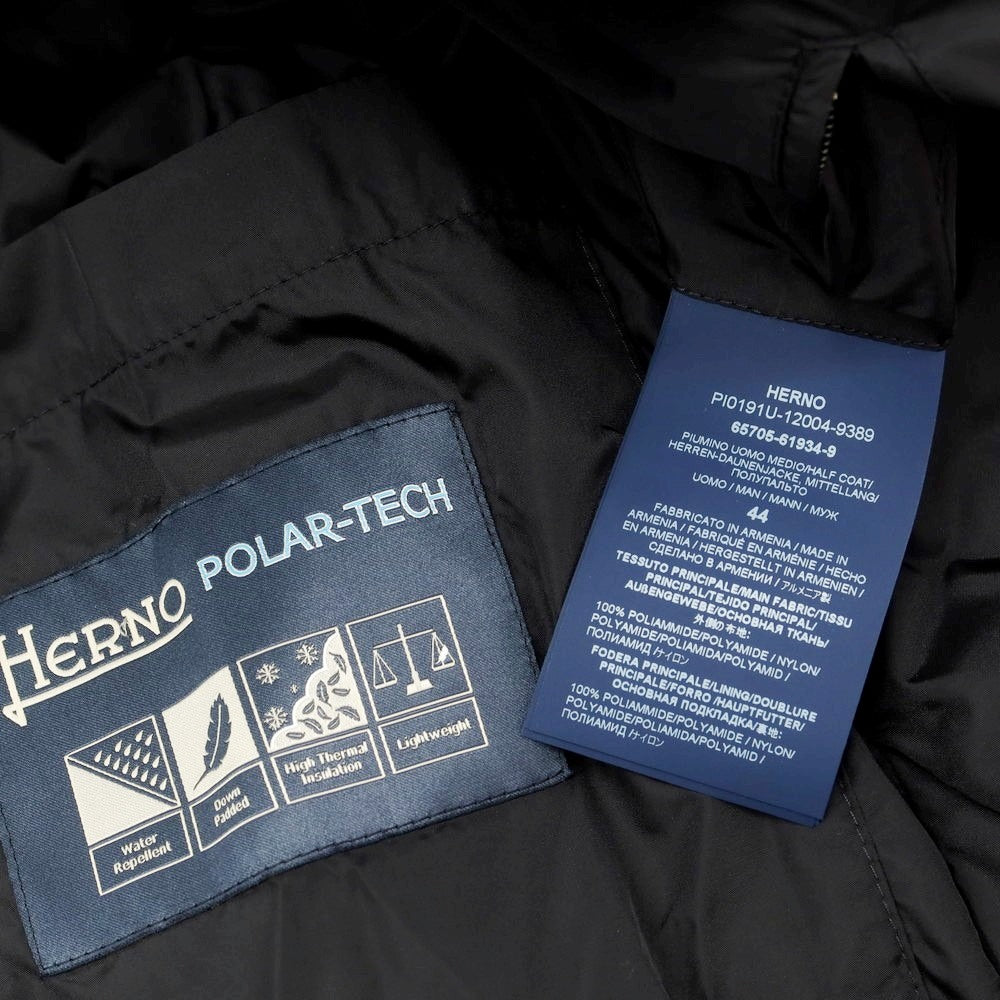 HERNO
POLAR-TECH
Water
Repellent
Down
Padded
High Thermal
Insulation
Lightweight
HERNO
PI0191U-12004-9389
65705-61934-9
PIUMINO UOMO MEDIO/HALF COAT/
HERREN-DAUNENJACKE, MITTELLANG/
ПОЛУПАЛЬТО
UOMO / MAN / MANN / МУЖ
44
FABBRICATO IN ARMENIA / MADE IN
ARMENIA / FABRIQUÉ EN ARMÉNIE / HECHO
EN ARMENIA / HERGESTELLT IN ARMENIEN /
СДЕЛАНО В АРМЕНИИ / アルメニア製
TESSUTO PRINCIPALE/MAIN FABRIC/TISSU
PRINCIPAL/TEJIDO PRINCIPAL/
AUßENGEWEBE/ОСНОВНАЯ ТКАНЬ/
外側の布地:
100% POLIAMMIDE/POLYAMIDE / NYLON/
POLYAMIDE/POLIAMIDA/POLYAMID /
ПОЛИАМИД /ナイロン
FODERA PRINCIPALE/LINING/DOUBLURE
PRINCIPALE/FORRO /HAUPTFUTTER/
ОСНОВНАЯ ПОДКЛАДКА/裏地:
100% POLIAMMIDE/POLYAMIDE / NYLON/
POLYAMIDE/POLIAMIDA/POLYAMID /
ПОЛИАМИД /ナイロン